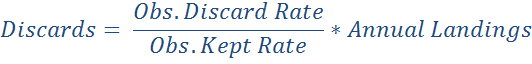 Discards = Obs. Discard Rate / Obs. Kept Rate * Annual Landings